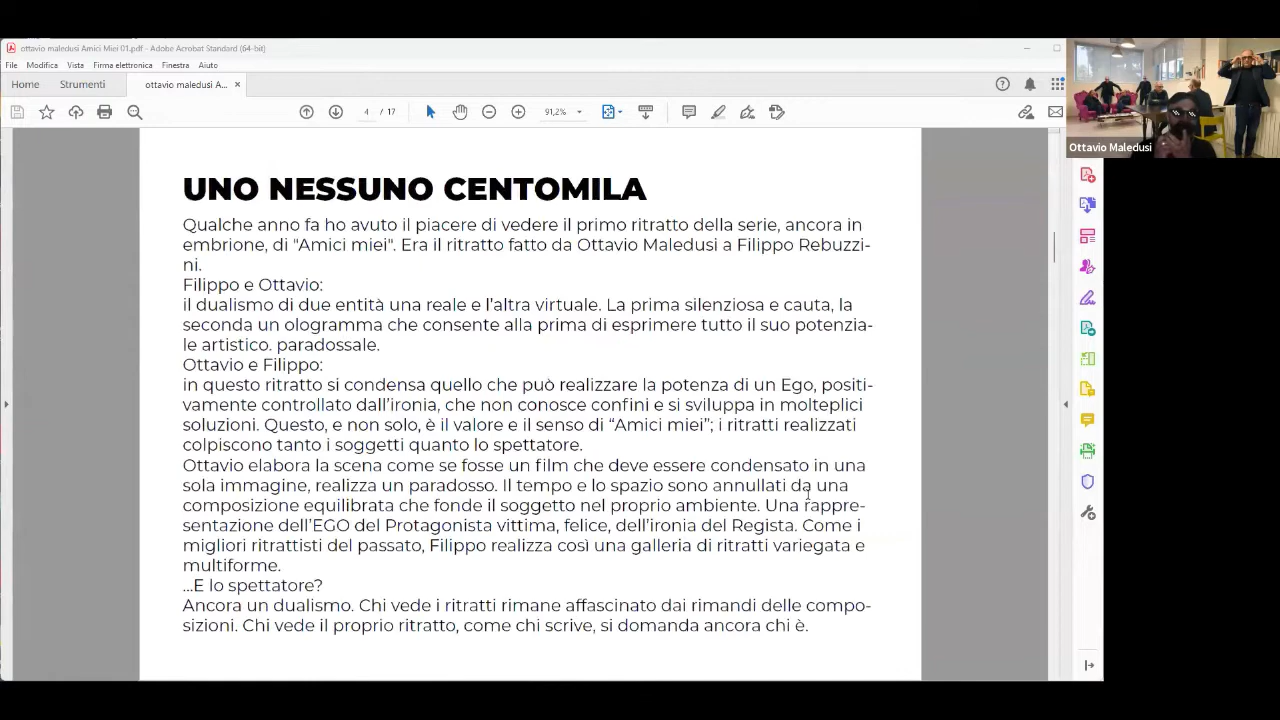 ottavio maledusi Amici Miei 01.pdf - Adobe Acrobat Standard (64-bit)
File Modifica Vista Firma elettronica Finestra Aiuto
Home Strumenti ottavio maledusi A... ×
4 / 17 91,2%
Ottavio Maledusi
UNO NESSUNO CENTOMILA
Qualche anno fa ho avuto il piacere di vedere il primo ritratto della serie, ancora in
embrione, di "Amici miei". Era il ritratto fatto da Ottavio Maledusi a Filippo Rebuzzi-
ni.
Filippo e Ottavio:
il dualismo di due entità una reale e l'altra virtuale. La prima silenziosa e cauta, la
seconda un ologramma che consente alla prima di esprimere tutto il suo potenzia-
le artistico. paradossale.
Ottavio e Filippo:
in questo ritratto si condensa quello che può realizzare la potenza di un Ego, positi-
vamente controllato dall'ironia, che non conosce confini e si sviluppa in molteplici
soluzioni. Questo, e non solo, è il valore e il senso di “Amici miei”; i ritratti realizzati
colpiscono tanto i soggetti quanto lo spettatore.
Ottavio elabora la scena come se fosse un film che deve essere condensato in una
sola immagine, realizza un paradosso. Il tempo e lo spazio sono annullati da una
composizione equilibrata che fonde il soggetto nel proprio ambiente. Una rappre-
sentazione dell'EGO del Protagonista vittima, felice, dell'ironia del Regista. Come i
migliori ritrattisti del passato, Filippo realizza così una galleria di ritratti variegata e
multiforme.
...E lo spettatore?
Ancora un dualismo. Chi vede i ritratti rimane affascinato dai rimandi delle compo-
sizioni. Chi vede il proprio ritratto, come chi scrive, si domanda ancora chi è.